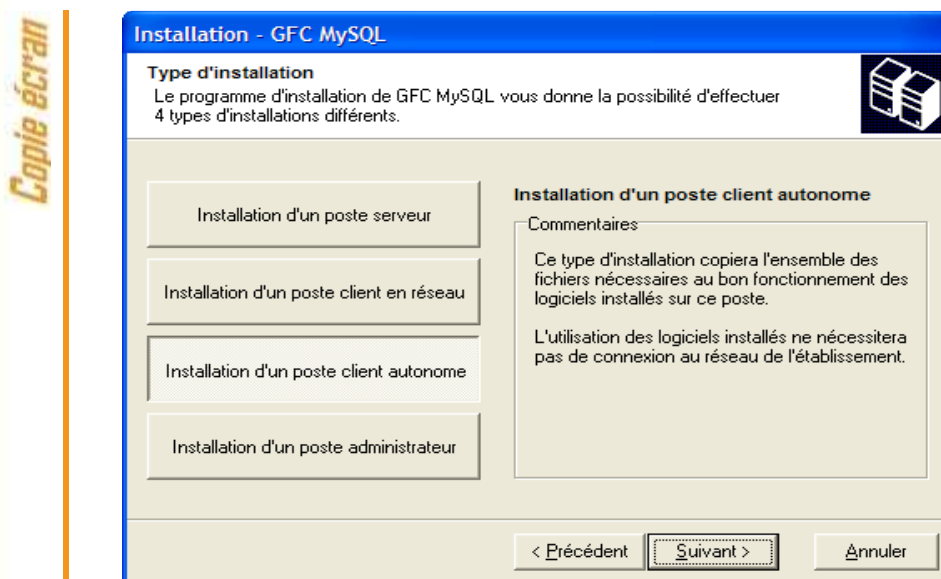 Copie écran
Installation - GFC MySQL
Type d'installation
Le programme d'installation de GFC MySQL vous donne la possibilité d'effectuer
4 types d'installations différents.
Installation d'un poste serveur
Installation d'un poste client en réseau
Installation d'un poste client autonome
Installation d'un poste administrateur
Installation d'un poste client autonome
Commentaires
Ce type d'installation copiera l'ensemble des
fichiers nécessaires au bon fonctionnement des
logiciels installés sur ce poste.
L'utilisation des logiciels installés ne nécessitera
pas de connexion au réseau de l'établissement.
< Précédent
Suivant >
Annuler